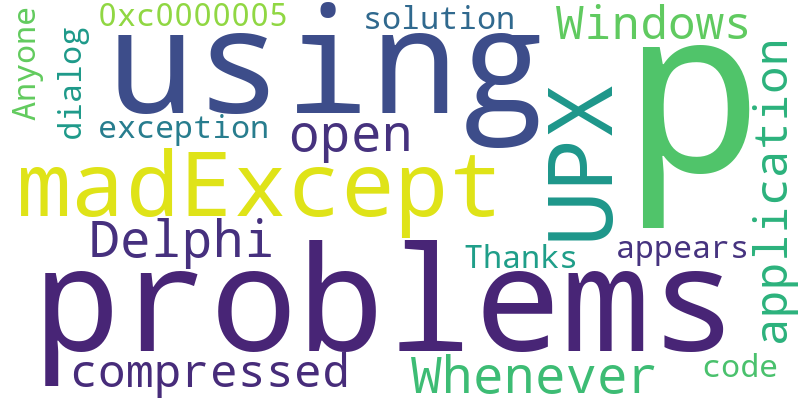 Anyone
dialog
0xc0000005
solution
Windows
using
p
exception
open
UPX
application
madExcept
Delphi
Thanks
appears
problems
compressed
Whenever
code